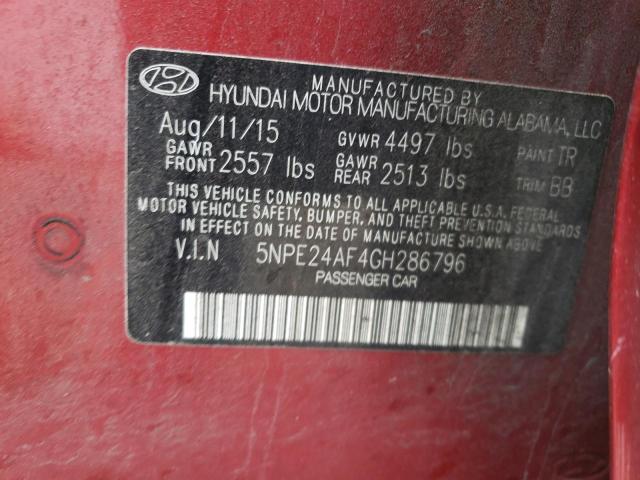 MANUFACTURED BY
HYUNDAI MOTOR MANUFACTURING ALABAMA, LLC
Aug/11/15 GVWR 4497 lbs PAINT TR
GAWR FRONT 2557 lbs GAWR REAR 2513 lbs TRIM BB
THIS VEHICLE CONFORMS TO ALL APPLICABLE U.S.A. FEDERAL
MOTOR VEHICLE SAFETY, BUMPER, AND THEFT PREVENTION STANDARDS
IN EFFECT ON THE DATE OF MANUFACTURE SHOWN ABOVE
V.I.N 5NPE24AF4GH286796
PASSENGER CAR